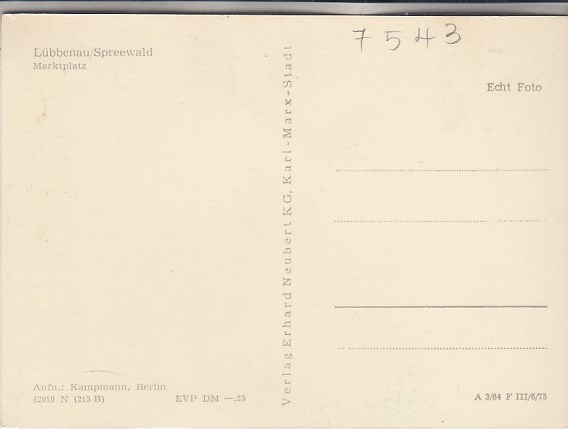 Lübbenau/Spreewald
Marktplatz
7543
Echt Foto
Verlag Erhard Neubert KG, Karl-Marx-Stadt
Aufn.: Kampmann, Berlin
42919 N (215 B) EVP DM —.25
A 3/64 F III/6/75